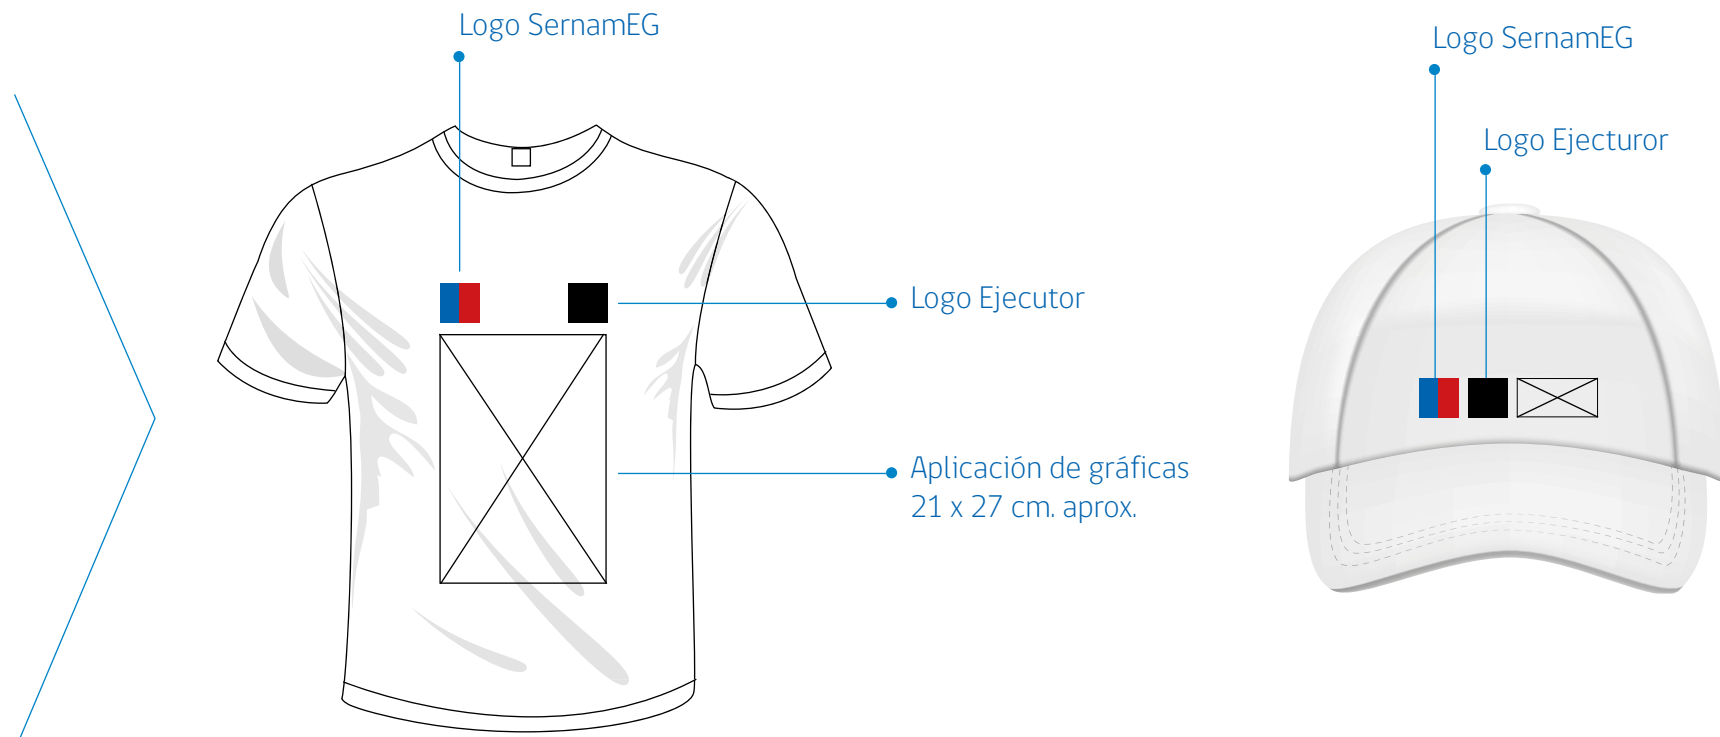 Logo SernamEG
Logo Ejecutor
Aplicación de gráficas
21 x 27 cm. aprox.
Logo SernamEG
Logo Ejecturor